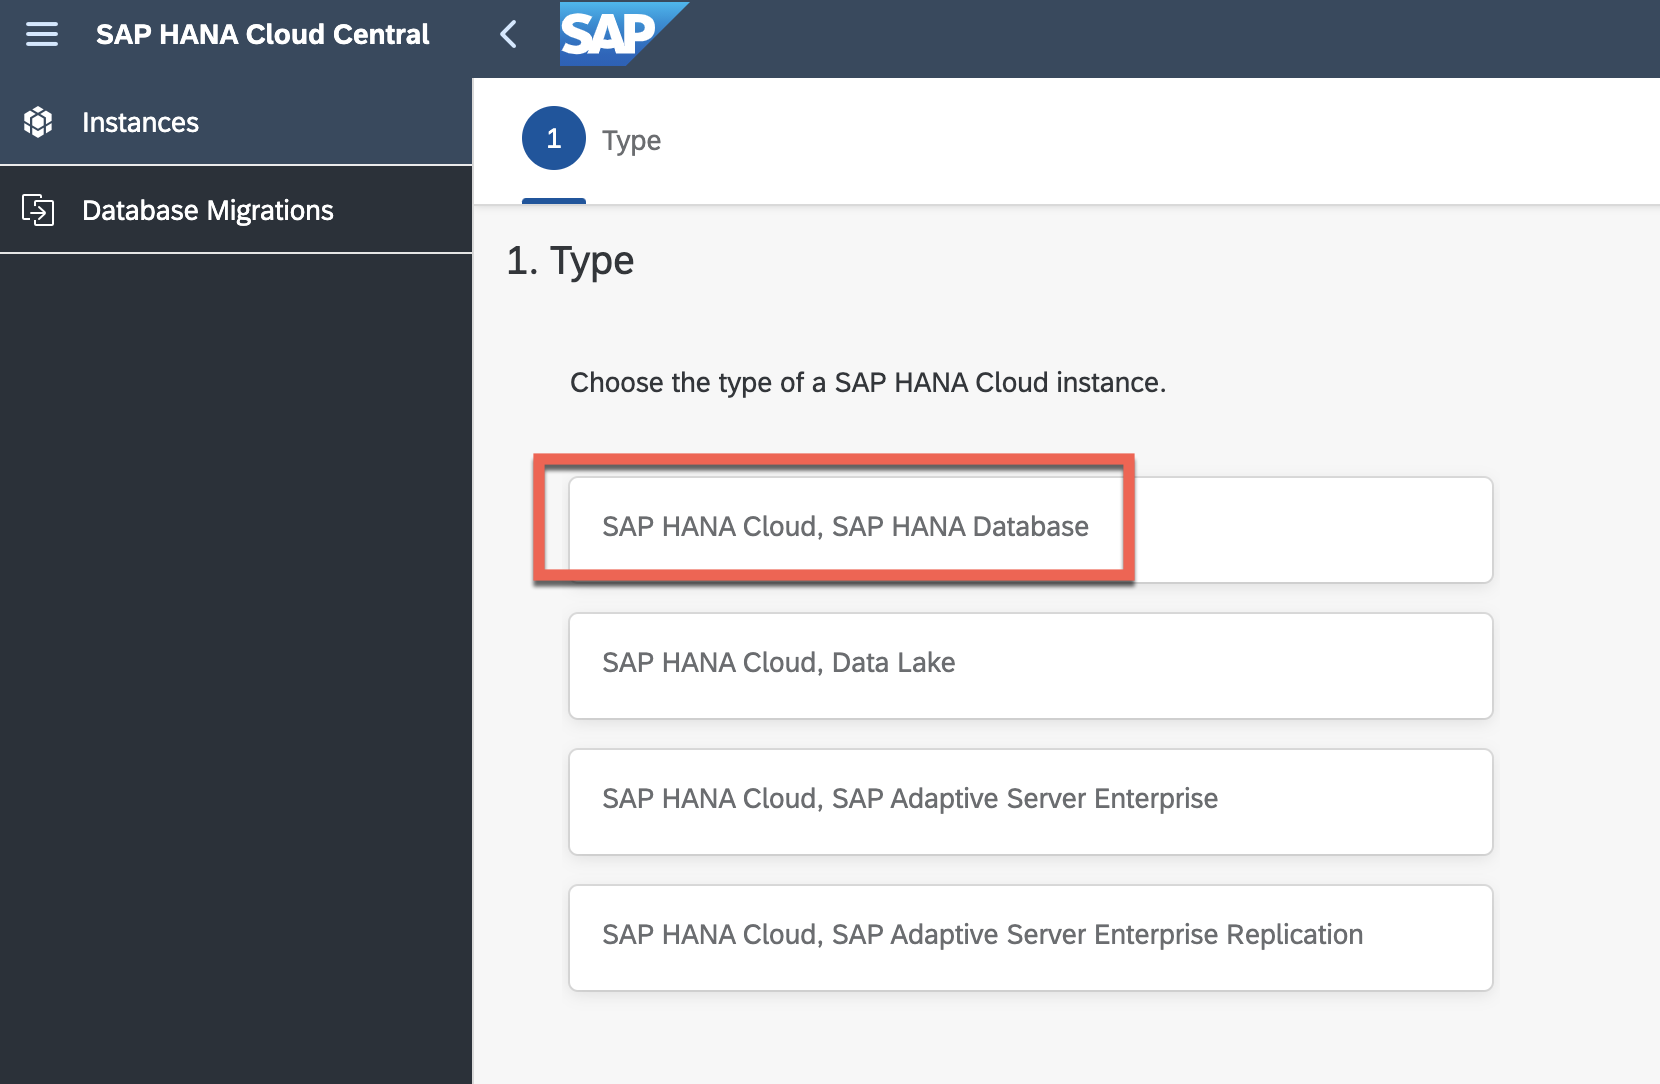 SAP HANA Cloud Central
SAP
Instances
Database Migrations
1 Type
1. Type
Choose the type of a SAP HANA Cloud instance.
SAP HANA Cloud, SAP HANA Database
SAP HANA Cloud, Data Lake
SAP HANA Cloud, SAP Adaptive Server Enterprise
SAP HANA Cloud, SAP Adaptive Server Enterprise Replication